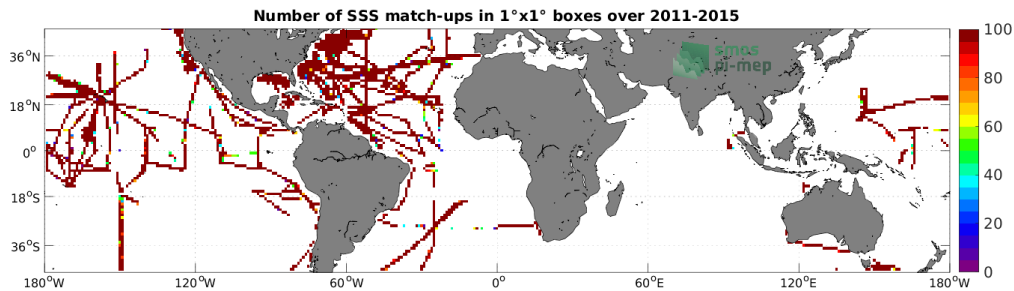 Number of SSS match-ups in 1°x1° boxes over 2011-2015
smos
pi-mep
36°N
18°N
0°
18°S
36°S
180°W
120°W
60°W
0°
60°E
120°E
180°W
100
80
60
40
20
0